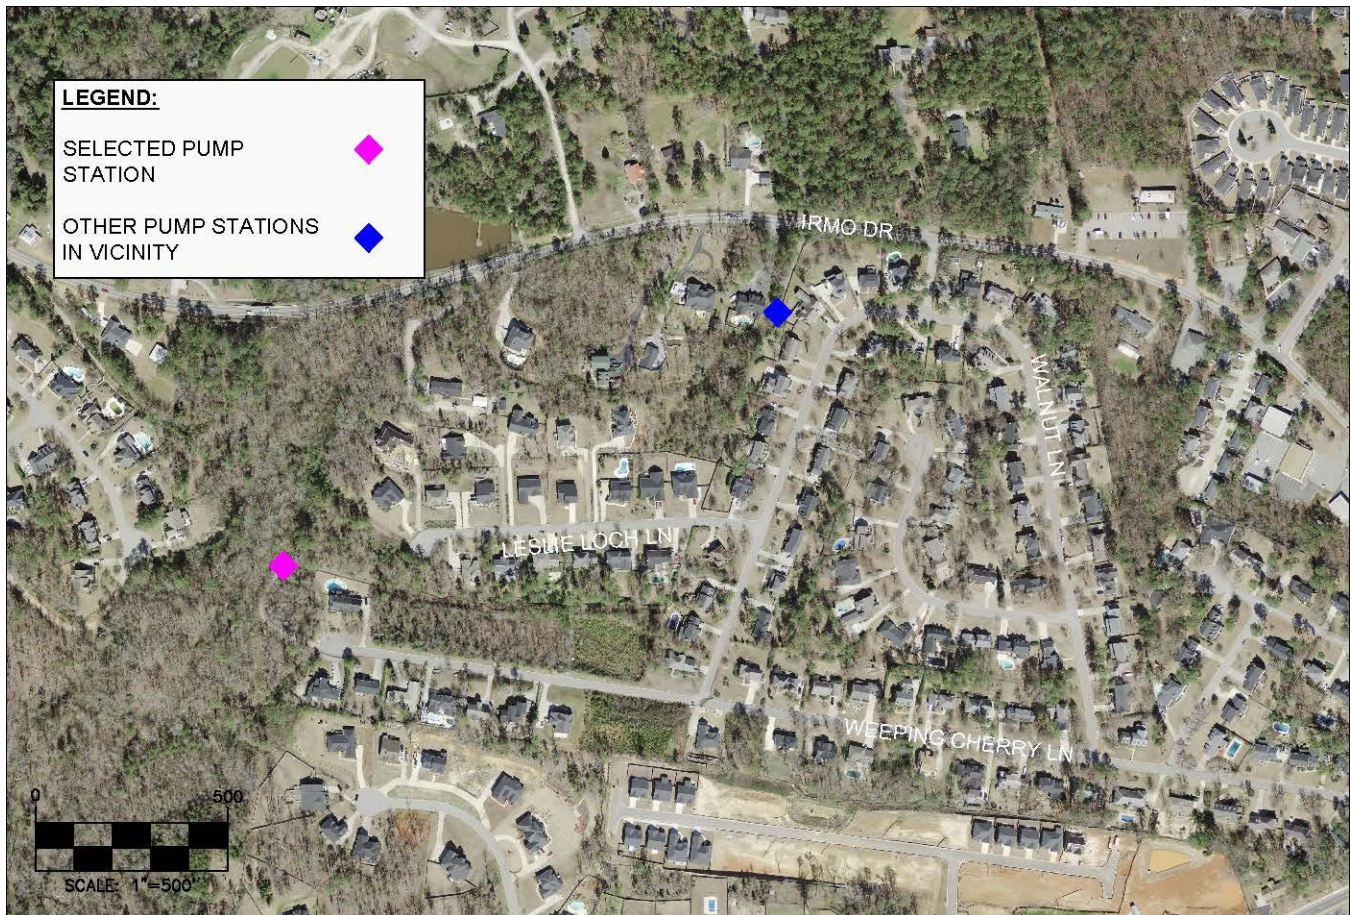 LEGEND:
SELECTED PUMP
STATION
OTHER PUMP STATIONS
IN VICINITY
IRMO DR
WALNUT LN
LESLIE LOCH LN
WEEPING CHERRY LN
0 500
SCALE: 1"=500'